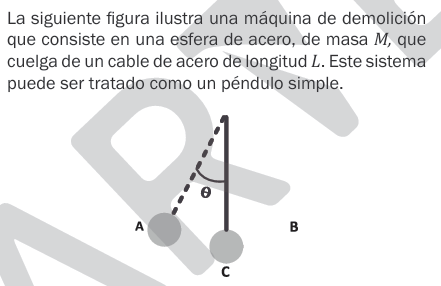 La siguiente figura ilustra una máquina de demolición
que consiste en una esfera de acero, de masa M, que
cuelga de un cable de acero de longitud L. Este sistema
puede ser tratado como un péndulo simple.
θ
A
B
C